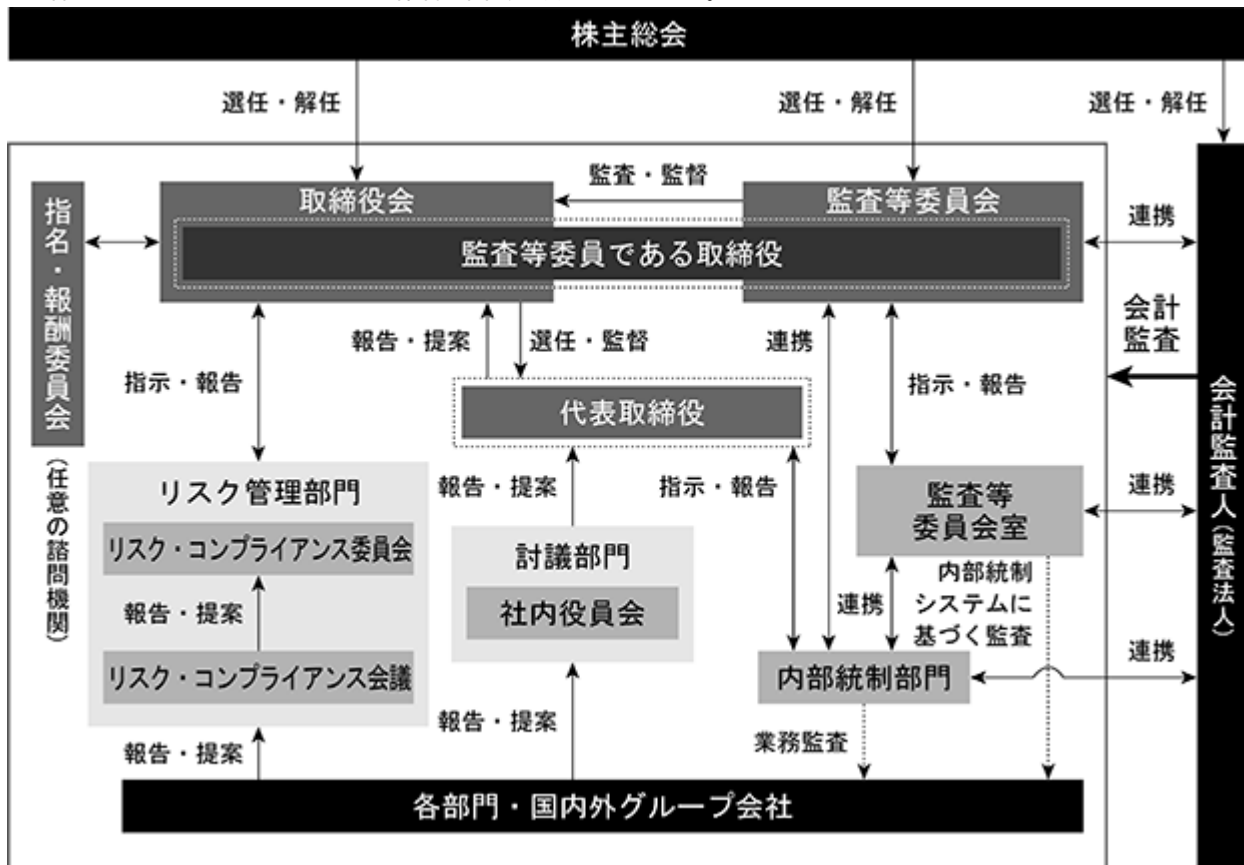 株主総会
選任・解任
選任・解任
選任・解任
指名・報酬委員会
(任意の諮問機関)
取締役会
監査・監督
監査等委員会
監査等委員である取締役
連携
会計
監査
会計監査人(監査法人)
報告・提案
選任・監督
連携
指示・報告
指示・報告
代表取締役
リスク管理部門
リスク・コンプライアンス委員会
報告・提案
リスク・コンプライアンス会議
報告・提案
報告・提案
討議部門
社内役員会
報告・提案
指示・報告
監査等
委員会室
連携
連携
内部統制
システムに
基づく監査
内部統制部門
連携
業務監査
各部門・国内外グループ会社